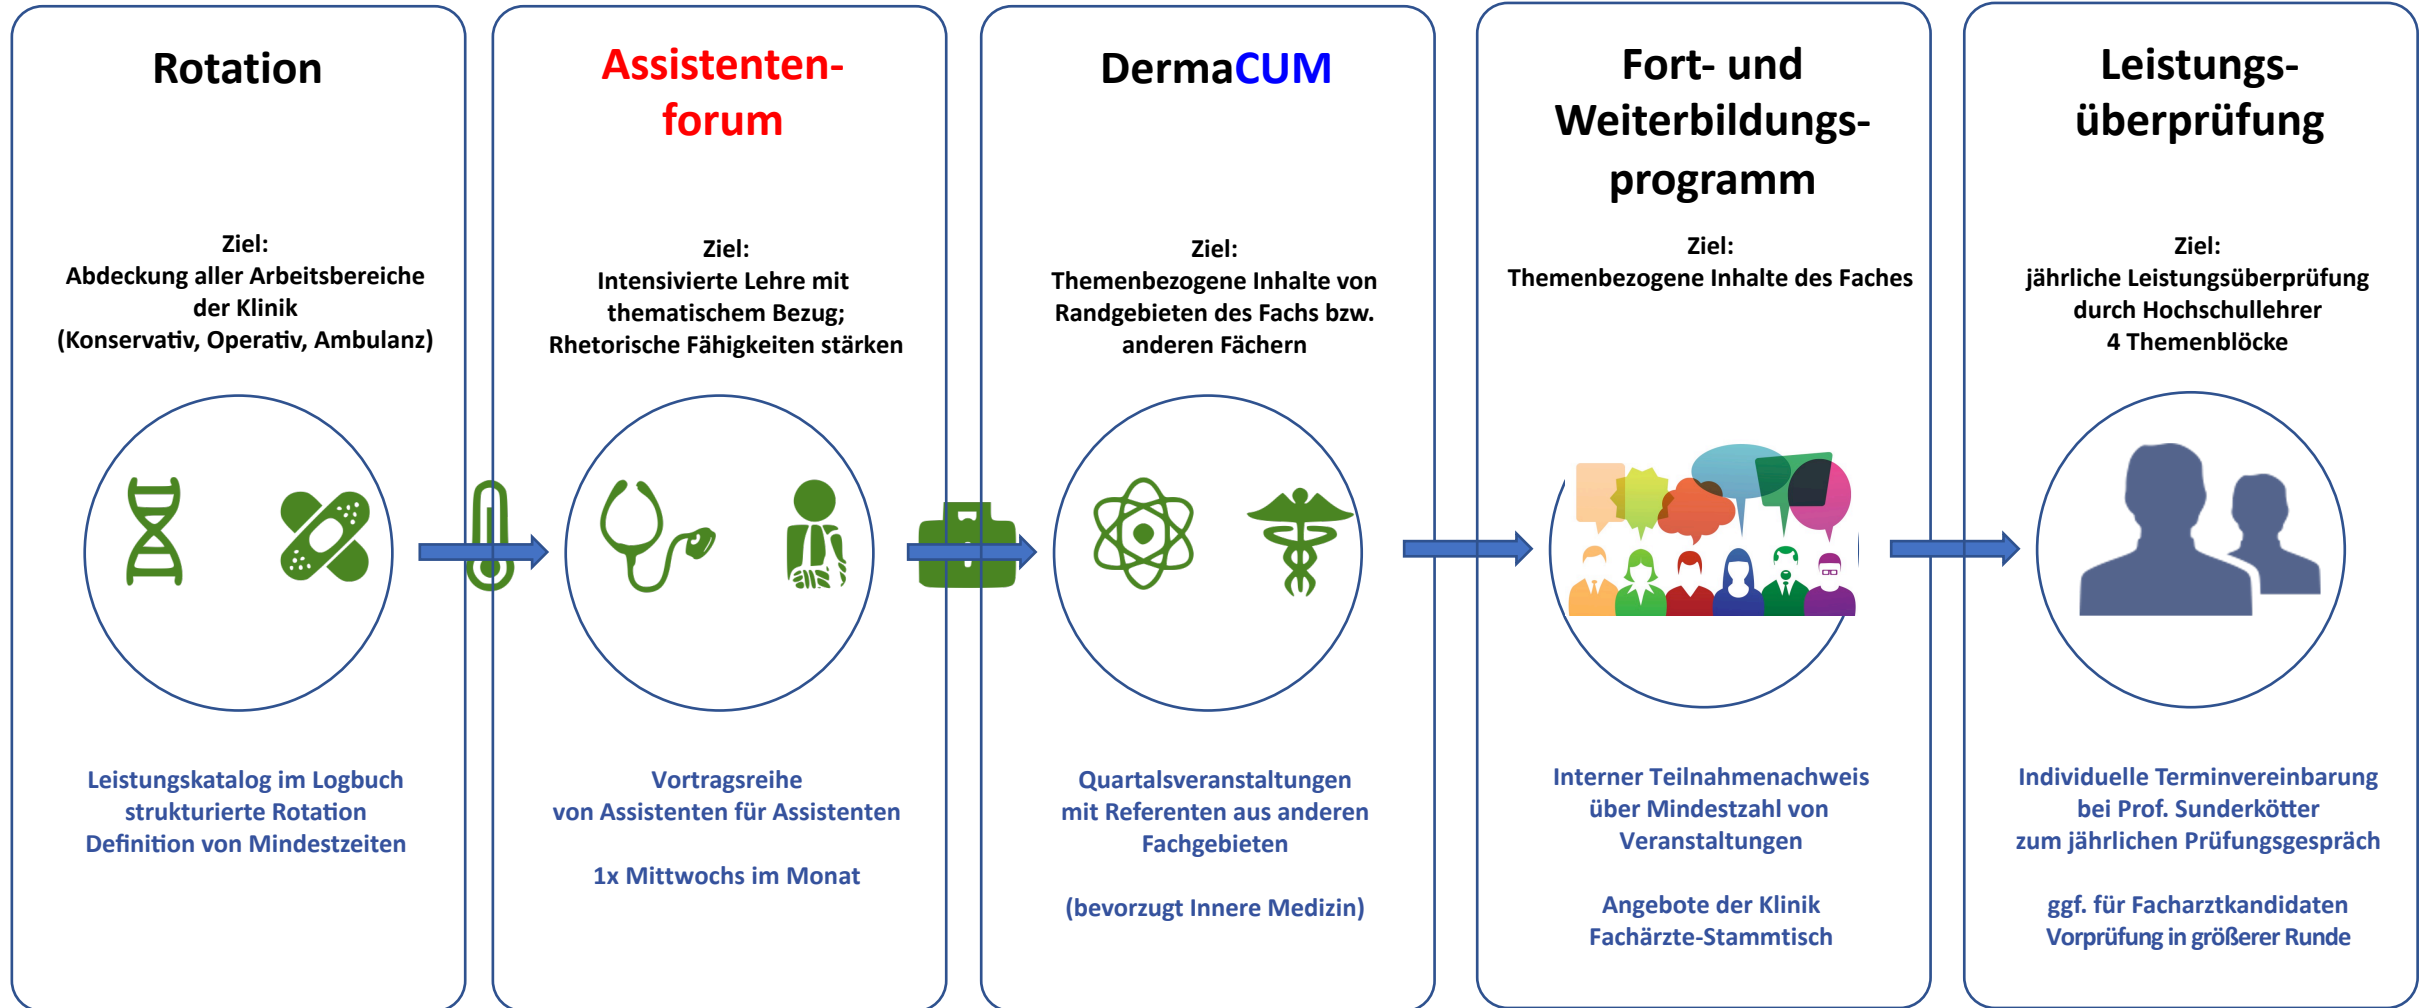 Rotation
Ziel:
Abdeckung aller Arbeitsbereiche
der Klinik
(Konservativ, Operativ, Ambulanz)
Leistungskatalog im Logbuch
strukturierte Rotation
Definition von Mindestzeiten
Assistenten-
forum
Ziel:
Intensivierte Lehre mit
thematischem Bezug;
Rhetorische Fähigkeiten stärken
Vortragsreihe
von Assistenten für Assistenten
1x Mittwochs im Monat
DermaCUM
Ziel:
Themenbezogene Inhalte von
Randgebieten des Fachs bzw.
anderen Fächern
Quartalsveranstaltungen
mit Referenten aus anderen
Fachgebieten
(bevorzugt Innere Medizin)
Fort- und
Weiterbildungs-
programm
Ziel:
Themenbezogene Inhalte des Faches
Interner Teilnahmenachweis
über Mindestzahl von
Veranstaltungen
Angebote der Klinik
Fachärzte-Stammtisch
Leistungs-
überprüfung
Ziel:
jährliche Leistungsüberprüfung
durch Hochschullehrer
4 Themenblöcke
Individuelle Terminvereinbarung
bei Prof. Sunderkötter
zum jährlichen Prüfungsgespräch
ggf. für Facharztkandidaten
Vorprüfung in größerer Runde